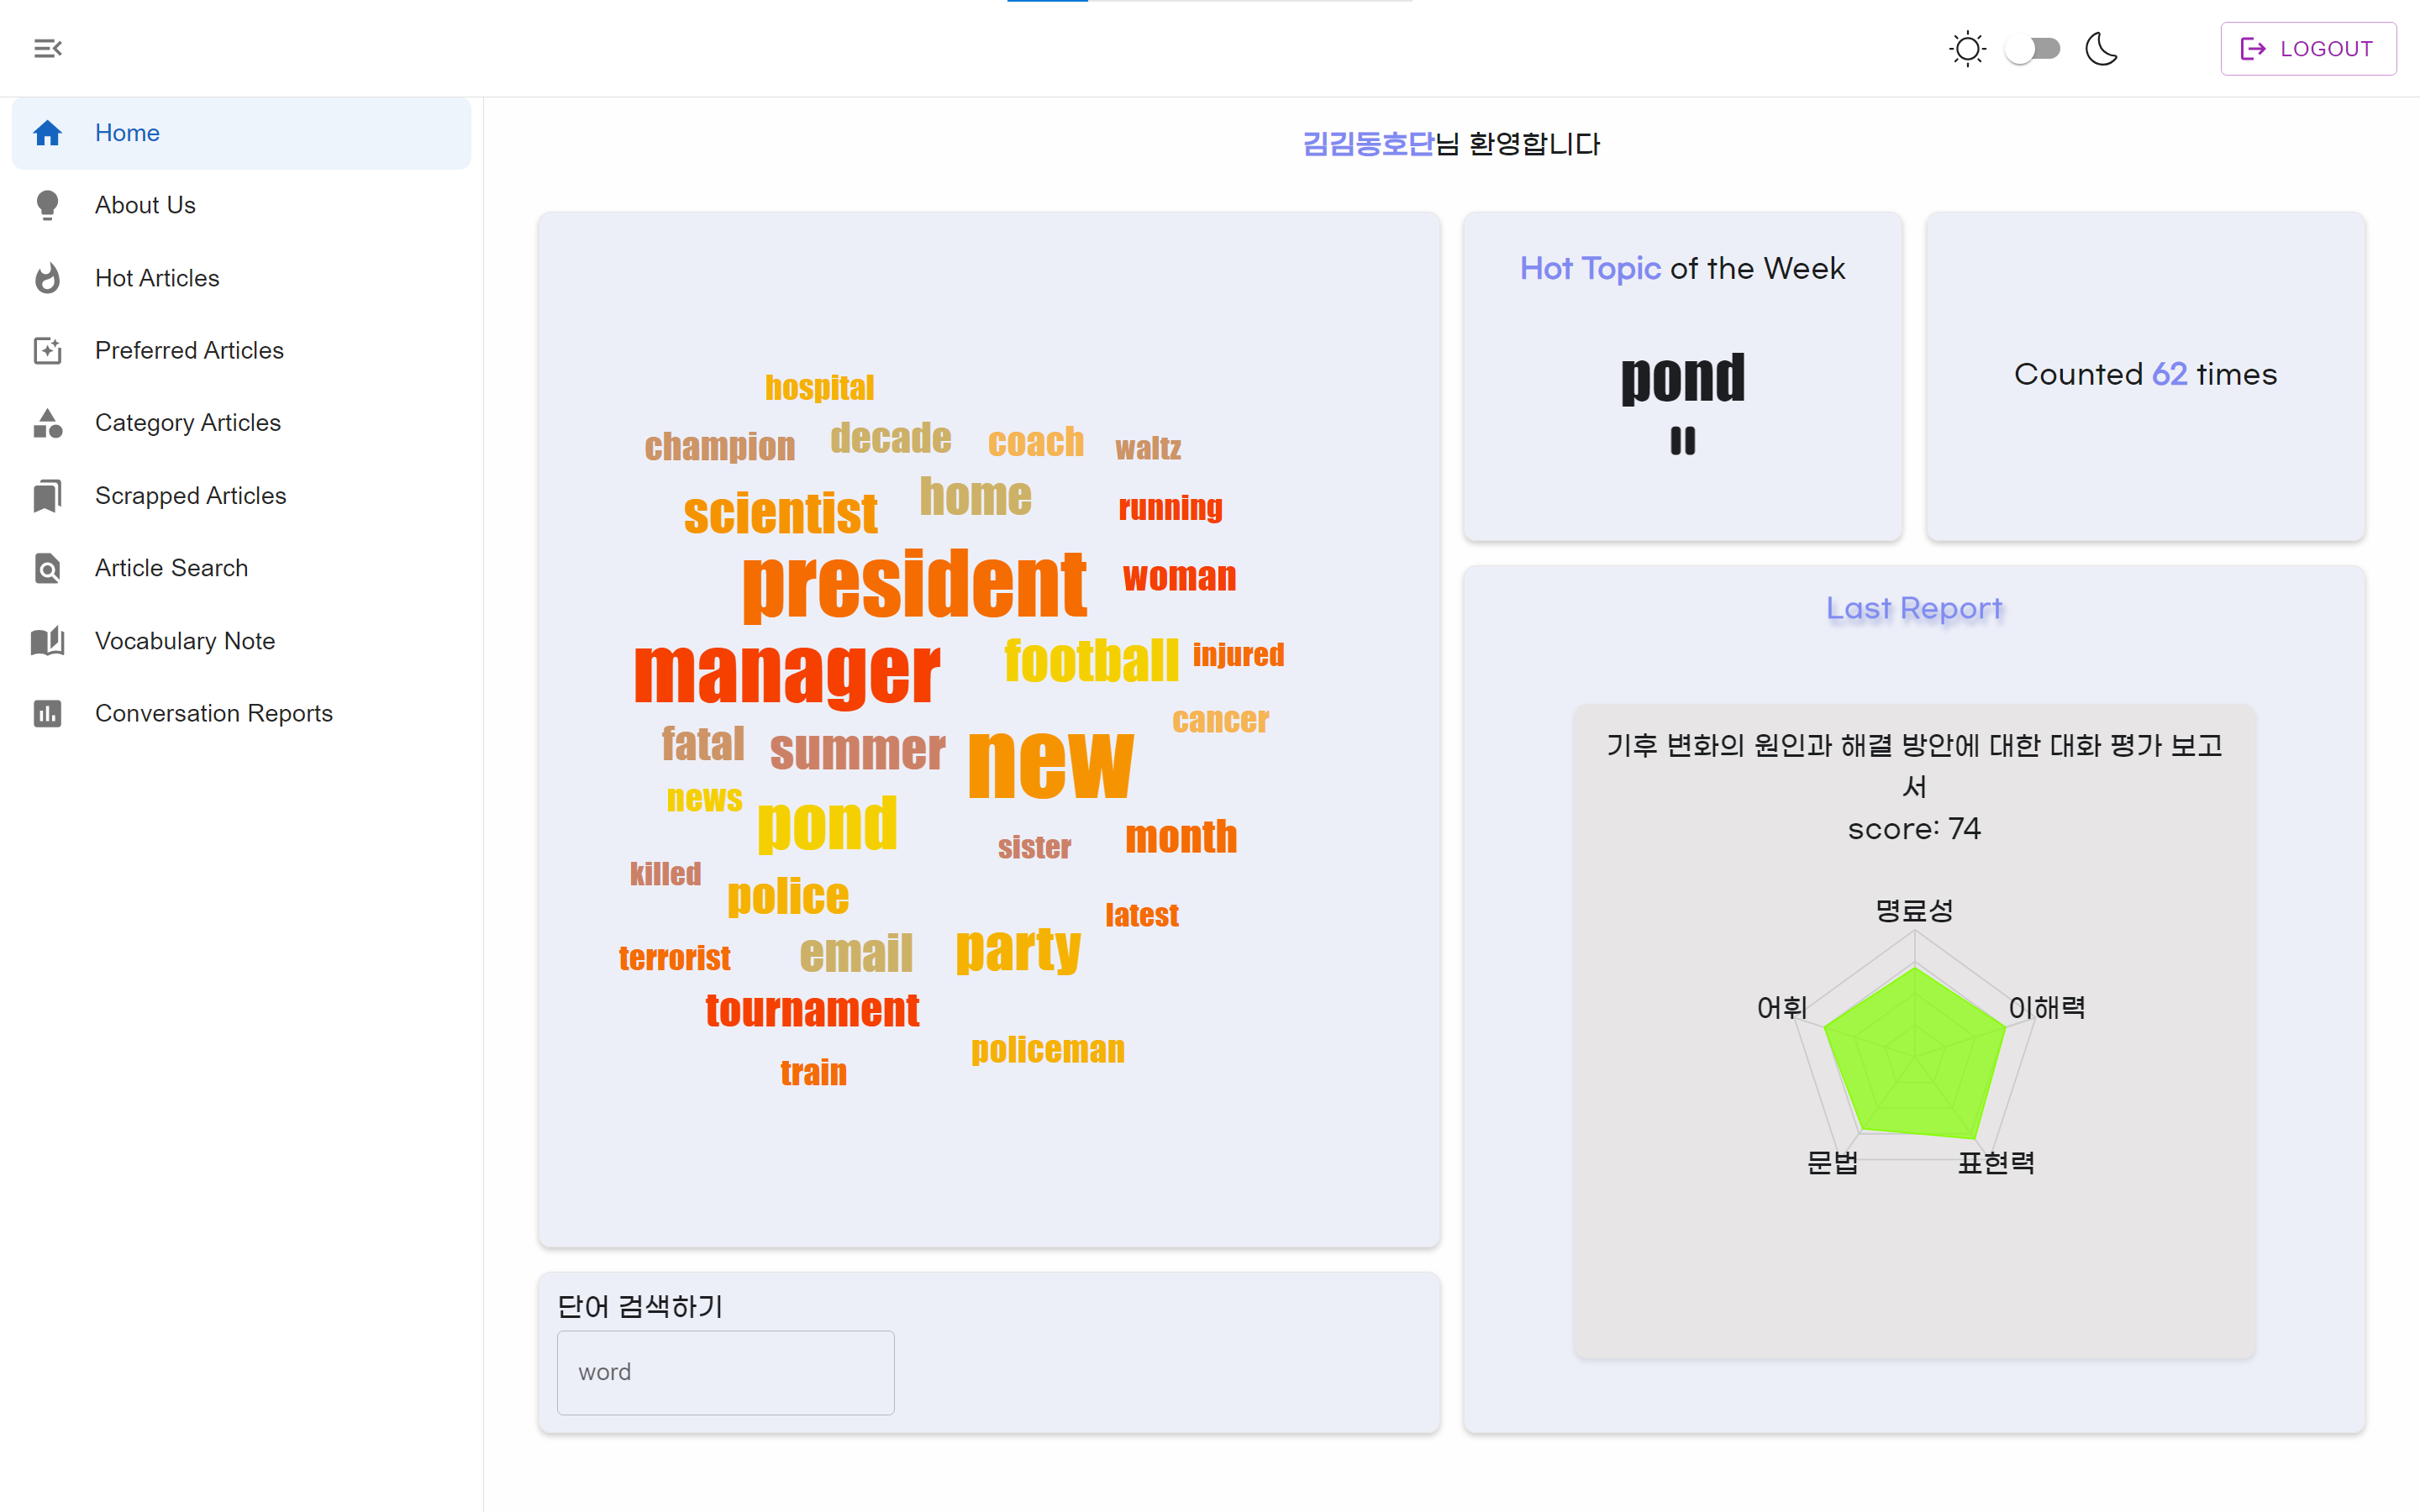 LOGOUT
Home
About Us
Hot Articles
Preferred Articles
Category Articles
Scrapped Articles
Article Search
Vocabulary Note
Conversation Reports
김김동호단님 환영합니다
hospital
champion decade coach waltz
scientist home running
president woman
manager football injured
fatal summer new cancer
news pond sister month
killed police latest
terrorist email party
tournament
train policeman
Hot Topic of the Week
pond
Counted 62 times
Last Report
기후 변화의 원인과 해결 방안에 대한 대화 평가 보고
서
score: 74
명료성
어휘 이해력
문법 표현력
단어 검색하기
word